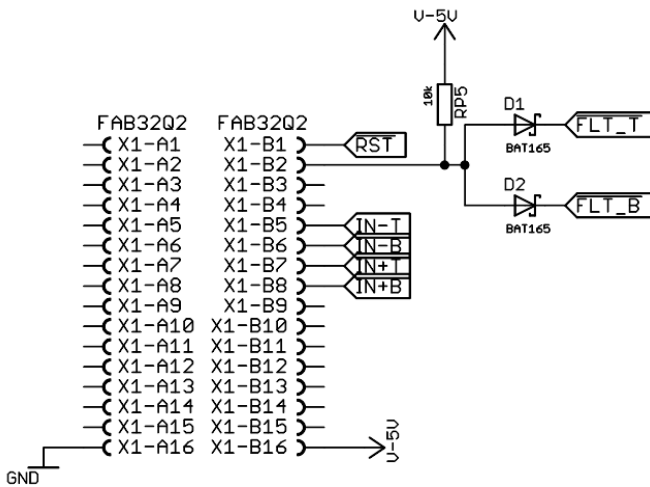 V-5V
10k
RP5
D1
BAT165
FLT_T
FAB32Q2 FAB32Q2
X1-A1 X1-B1 RST
X1-A2 X1-B2
X1-A3 X1-B3
D2
BAT165
FLT_B
X1-A4 X1-B4
X1-A5 X1-B5 IN-T
X1-A6 X1-B6 IN-B
X1-A7 X1-B7 IN+T
X1-A8 X1-B8 IN+B
X1-A9 X1-B9
X1-A10 X1-B10
X1-A11 X1-B11
X1-A12 X1-B12
X1-A13 X1-B13
X1-A14 X1-B14
X1-A15 X1-B15
X1-A16 X1-B16 V-5V
GND